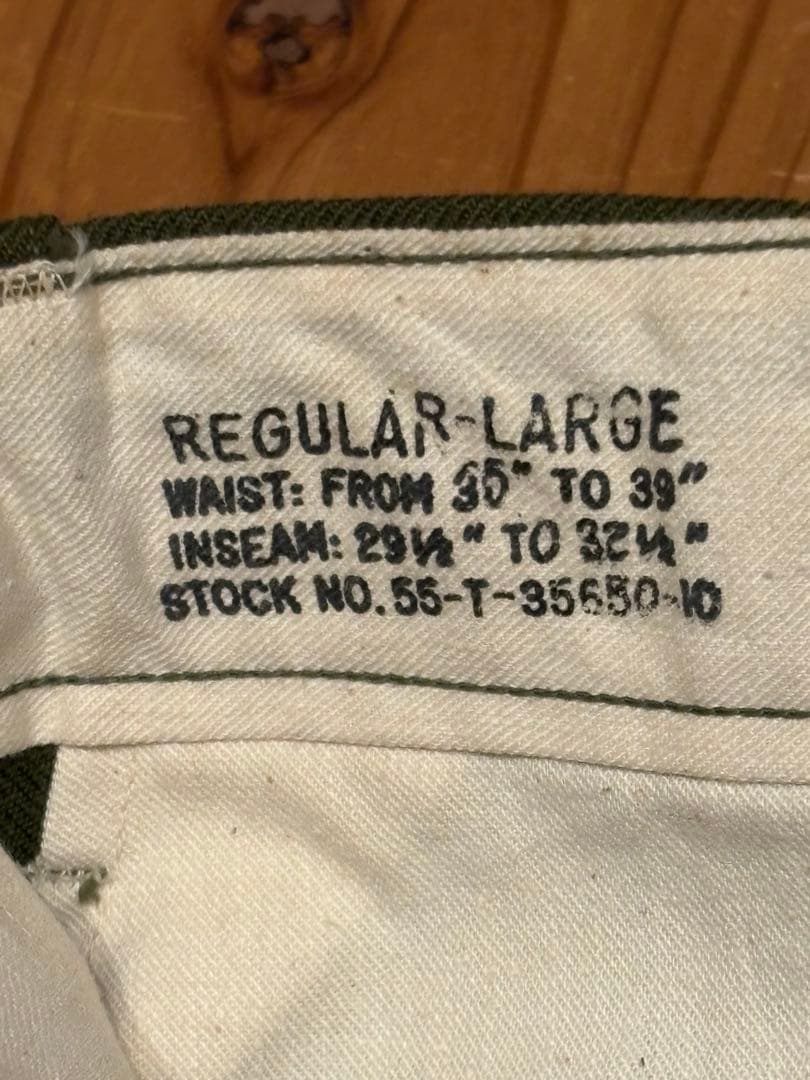 REGULAR-LARGE
WAIST: FROM 35" TO 39"
INSEAM: 29½" TO 32½"
STOCK NO. 55-T-35650-10